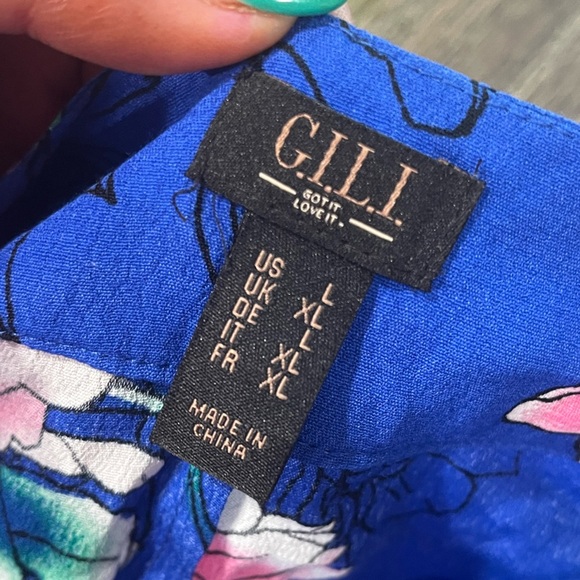 G.I.L.I.
GOT IT
LOVE IT.
US L
UK XL
DE L
IT XL
FR XL
MADE IN
CHINA